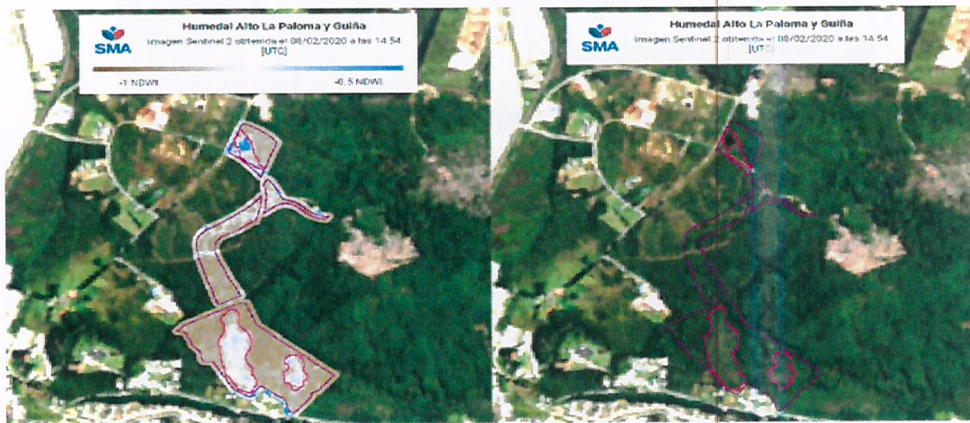 Humedal Alto La Paloma y Guiña
Imagen Sentinel 2 obtenida el 08/02/2020 a las 14:54
[UTC]
SMA
-1 NDWI
-0.5 NDWI
Humedal Alto La Paloma y Guiña
Imagen Sentinel 2 obtenida el 08/02/2020 a las 14:54
[UTC]
SMA